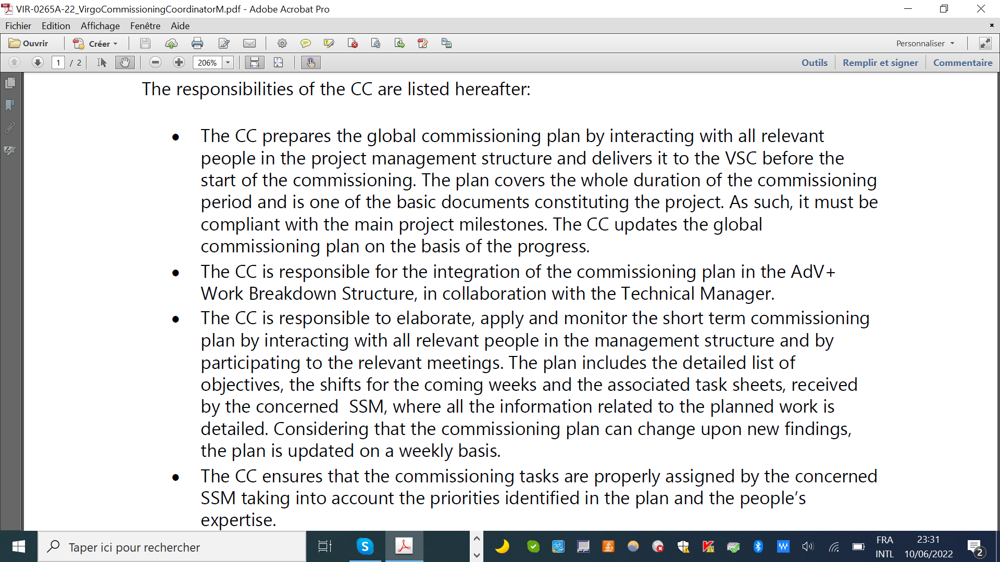 VIR-0265A-22_VirgoCommissioningCoordinatorM.pdf - Adobe Acrobat Pro
Fichier Edition Affichage Fenêtre Aide
Ouvrir Créer Personnaliser
1 / 2 206% Outils Remplir et signer Commentaire
The responsibilities of the CC are listed hereafter:
● The CC prepares the global commissioning plan by interacting with all relevant
people in the project management structure and delivers it to the VSC before the
start of the commissioning. The plan covers the whole duration of the commissioning
period and is one of the basic documents constituting the project. As such, it must be
compliant with the main project milestones. The CC updates the global
commissioning plan on the basis of the progress.
● The CC is responsible for the integration of the commissioning plan in the AdV+
Work Breakdown Structure, in collaboration with the Technical Manager.
● The CC is responsible to elaborate, apply and monitor the short term commissioning
plan by interacting with all relevant people in the management structure and by
participating to the relevant meetings. The plan includes the detailed list of
objectives, the shifts for the coming weeks and the associated task sheets, received
by the concerned  SSM, where all the information related to the planned work is
detailed. Considering that the commissioning plan can change upon new findings,
the plan is updated on a weekly basis.
● The CC ensures that the commissioning tasks are properly assigned by the concerned
SSM taking into account the priorities identified in the plan and the people’s
expertise.
Taper ici pour rechercher
FRA
INTL
23:31
10/06/2022
2